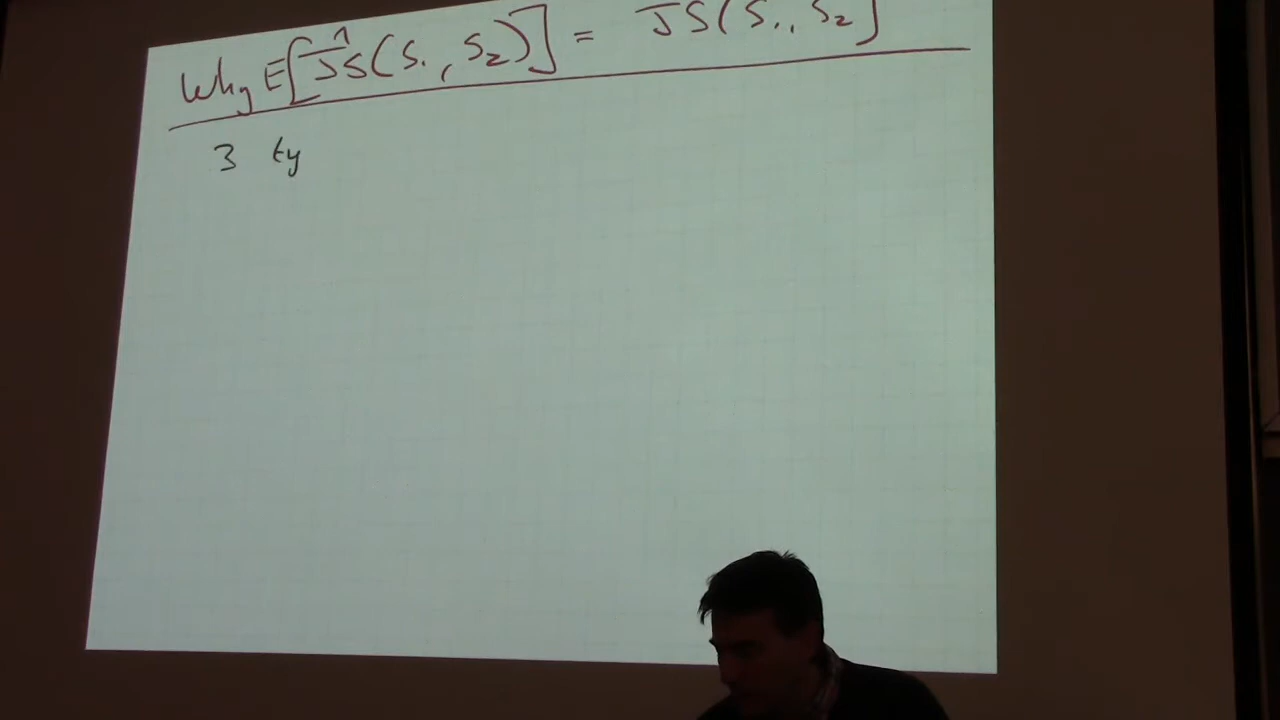 Why E[ĴS(S₁, S₂)] = JS(S₁, S₂)
3 ty